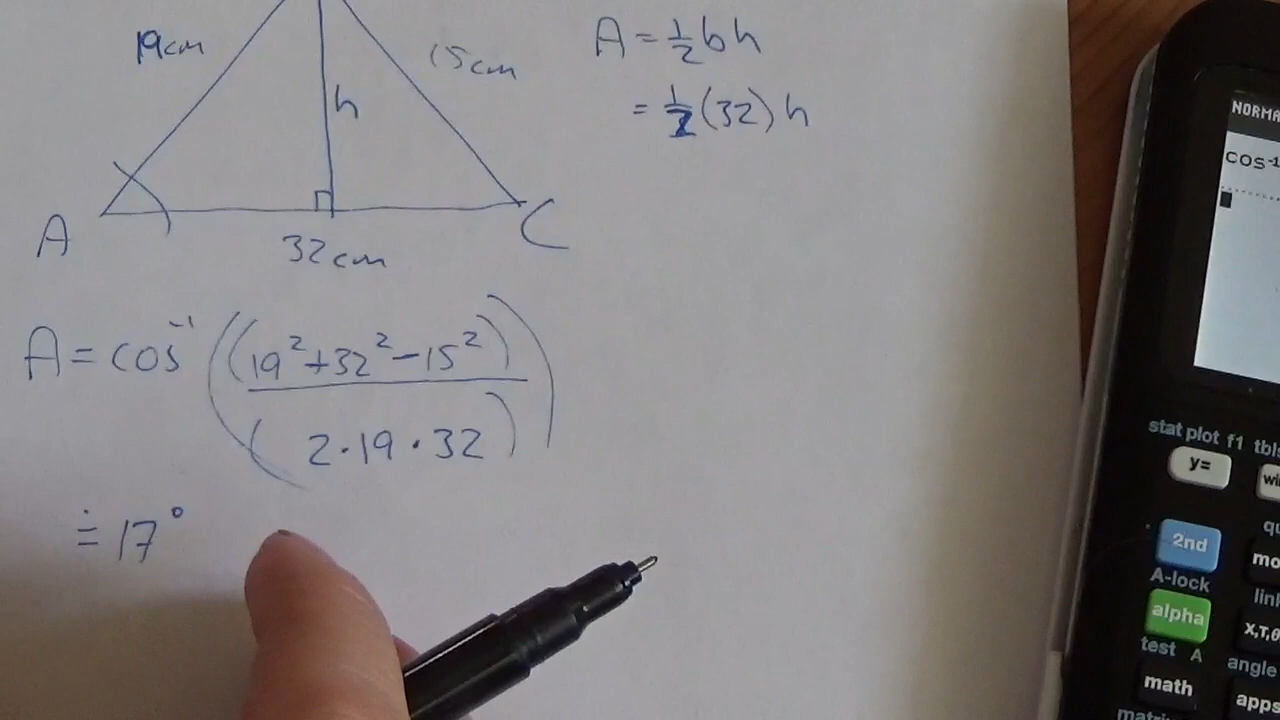 19cm
15cm
h
A
C
32cm
A = ½bh
= ½(32)h
A = cos⁻¹((19²+32²−15²)/(2·19·32))
≐ 17°
NORMA
COS⁻¹
stat plot f1
y=
2nd
A-lock
alpha
link
X,T,θ
test A
angle
math
apps